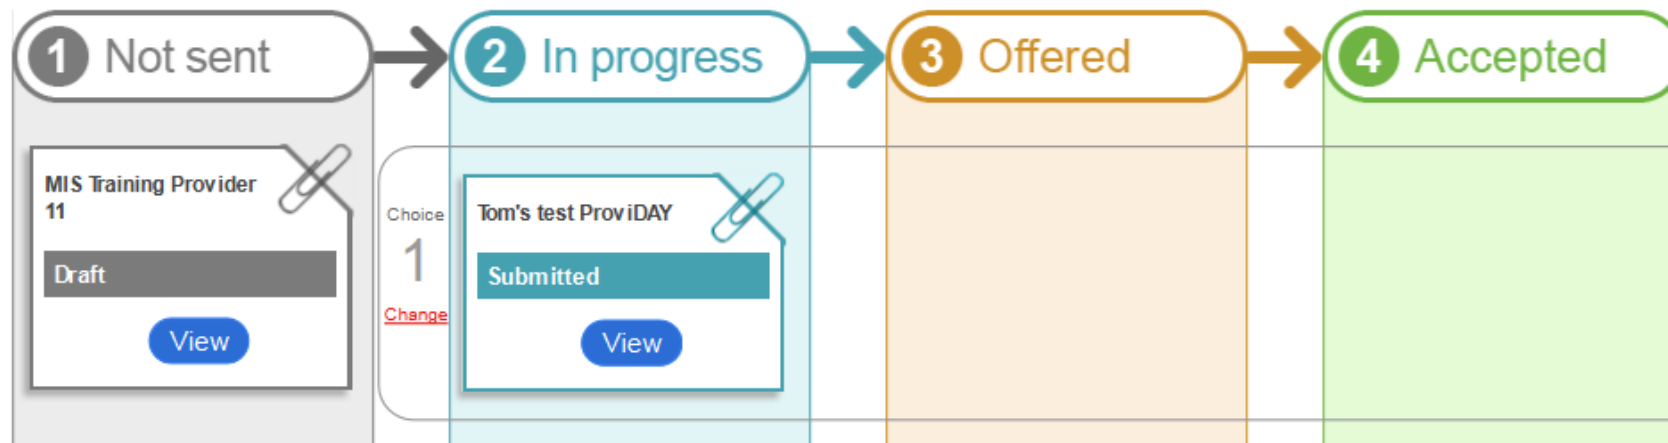 1 Not sent
2 In progress
3 Offered
4 Accepted
MIS Training Provider
11
Draft
View
Choice
1
Change
Tom's test ProviDAY
Submitted
View